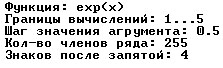 Функция: exp(x)
Границы вычислений: 1...5
Шаг значения агрумента: 0.5
Кол-во членов ряда: 255
Знаков после запятой: 4